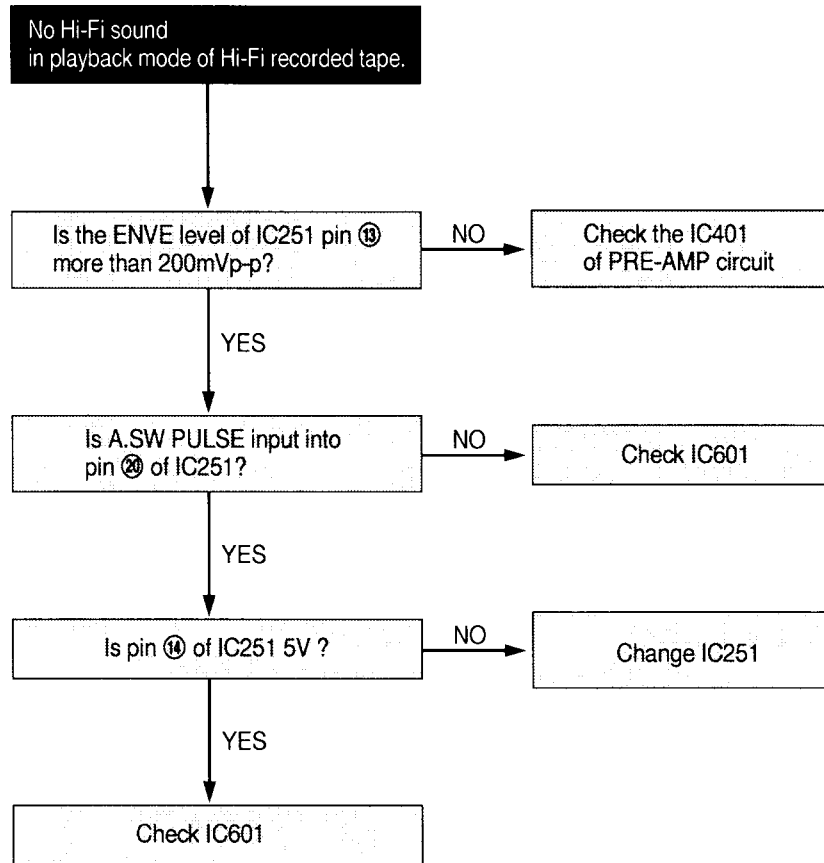 No Hi-Fi sound
in playback mode of Hi-Fi recorded tape.
Is the ENVE level of IC251 pin ⑬
more than 200mVp-p?
NO
Check the IC401
of PRE-AMP circuit
YES
Is A.SW PULSE input into
pin ⑳ of IC251?
NO
Check IC601
YES
Is pin ⑭ of IC251 5V ?
NO
Change IC251
YES
Check IC601